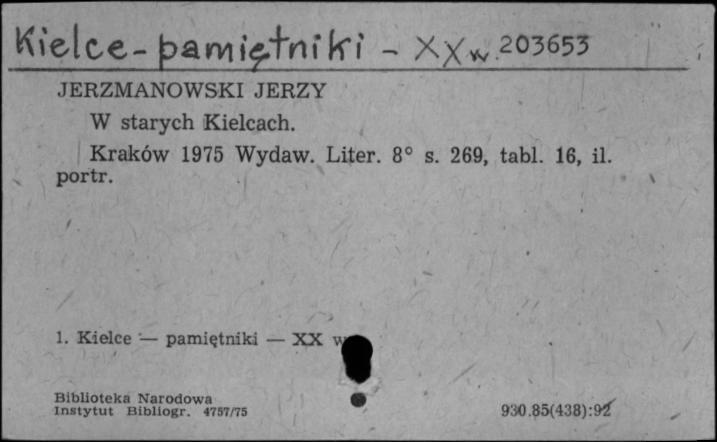 Kielce - pamiętniki - XX w. 203653
JERZMANOWSKI JERZY
W starych Kielcach.
Kraków 1975 Wydaw. Liter. 8° s. 269, tabl. 16, il.
portr.
1. Kielce — pamiętniki — XX w
Biblioteka Narodowa
Instytut Bibliogr. 4757/75
930.85(438):92